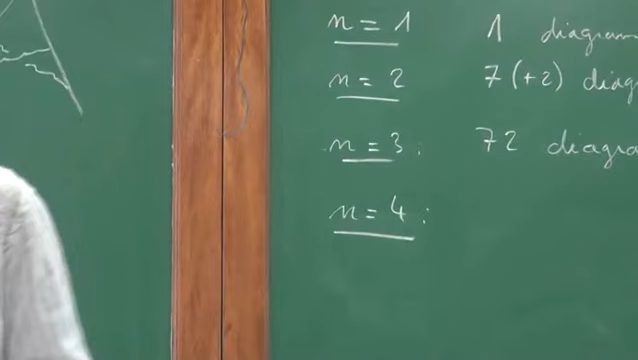 n = 1 1 diagram
n = 2 7 (+2) diag
n = 3 : 72 diagra
n = 4 :